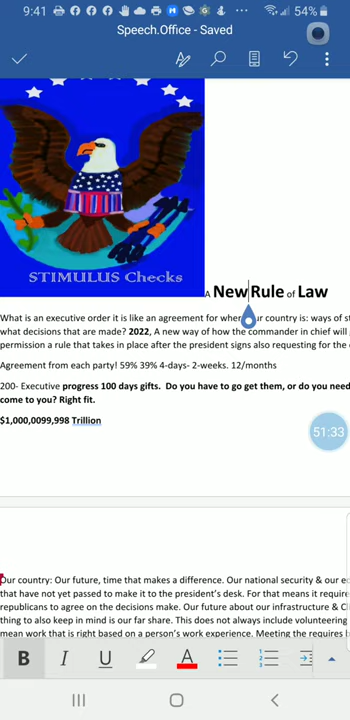 9:41
54%
Speech.Office - Saved
STIMULUS Checks
A New Rule of Law
What is an executive order it is like an agreement for our country is: ways of
what decisions that are made? 2022, A new way of how the commander in chief will
permission a rule that takes in place after the president signs also requesting for the
Agreement from each party! 59% 39% 4-days- 2-weeks. 12/months
200- Executive progress 100 days gifts. Do you have to go get them, or do you need
come to you? Right fit.
$1,000,0099,998 Trillion
51:33
Our country: Our future, time that makes a difference. Our national security & our
that have not yet passed to make it to the president's desk. For that means it
republicans to agree on the decisions make. Our future about our infrastructure &
thing to also keep in mind is our far share. This does not always include volunteering
mean work that is right based on a person's work experience. Meeting the requires
B I U A